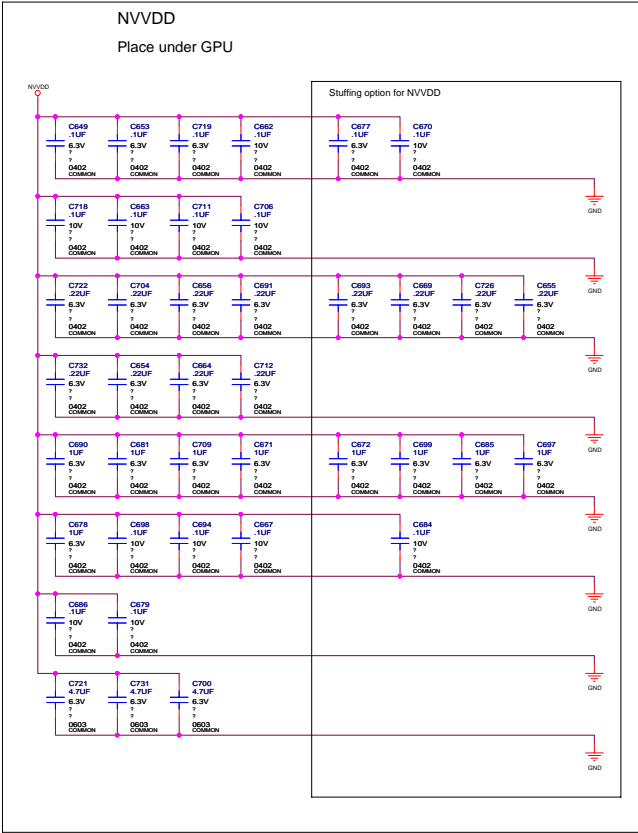 NVVDD
Place under GPU
NVVDD
Stuffing option for NVVDD
C649 C653 C719 C662 C677 C670
.1UF .1UF .1UF .1UF .1UF .1UF
6.3V 6.3V 6.3V 10V 6.3V 10V
? ? ? ? ? ?
? ? ? ? ? ?
0402 0402 0402 0402 0402 0402
COMMON COMMON COMMON COMMON COMMON COMMON
GND
C718 C663 C711 C706
.1UF .1UF .1UF .1UF
10V 10V 10V 10V
? ? ? ?
? ? ? ?
0402 0402 0402 0402
COMMON COMMON COMMON COMMON
GND
C722 C704 C656 C691 C693 C669 C726 C655
.22UF .22UF .22UF .22UF .22UF .22UF .22UF .22UF
6.3V 6.3V 6.3V 6.3V 6.3V 6.3V 6.3V 6.3V
? ? ? ? ? ? ? ?
? ? ? ? ? ? ? ?
0402 0402 0402 0402 0402 0402 0402 0402
COMMON COMMON COMMON COMMON COMMON COMMON COMMON COMMON
GND
C732 C654 C664 C712
.22UF .22UF .22UF .22UF
6.3V 6.3V 6.3V 6.3V
? ? ? ?
? ? ? ?
0402 0402 0402 0402
COMMON COMMON COMMON COMMON
GND
C690 C681 C709 C671 C672 C699 C685 C697
1UF 1UF 1UF 1UF 1UF 1UF 1UF 1UF
6.3V 6.3V 6.3V 6.3V 6.3V 6.3V 6.3V 6.3V
? ? ? ? ? ? ? ?
? ? ? ? ? ? ? ?
0402 0402 0402 0402 0402 0402 0402 0402
COMMON COMMON COMMON COMMON COMMON COMMON COMMON COMMON
GND
C678 C698 C694 C667 C684
1UF .1UF .1UF .1UF .1UF
6.3V 10V 10V 10V 10V
? ? ? ? ?
? ? ? ? ?
0402 0402 0402 0402 0402
COMMON COMMON COMMON COMMON COMMON
GND
C686 C679
.1UF .1UF
10V 10V
? ?
? ?
0402 0402
COMMON COMMON
GND
C721 C731 C700
4.7UF 4.7UF 4.7UF
6.3V 6.3V 6.3V
? ? ?
? ? ?
0603 0603 0603
COMMON COMMON COMMON
GND